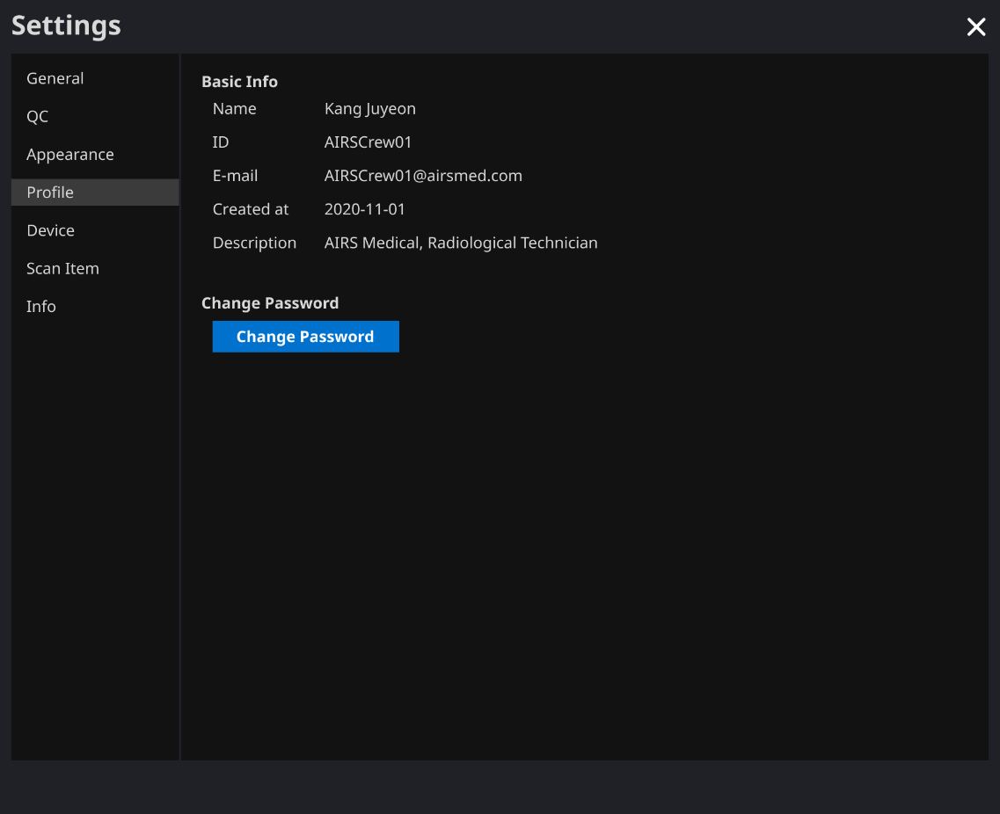 Settings
General
QC
Appearance
Profile
Device
Scan Item
Info
Basic Info
Name Kang Juyeon
ID AIRSCrew01
E-mail AIRSCrew01@airsmed.com
Created at 2020-11-01
Description AIRS Medical, Radiological Technician
Change Password
Change Password